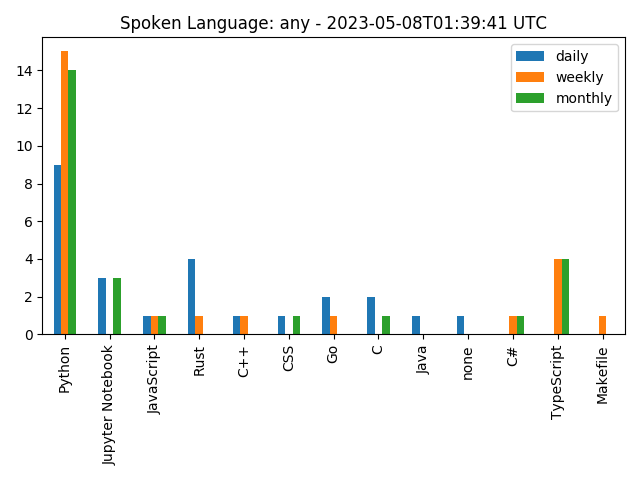 Spoken Language: any - 2023-05-08T01:39:41 UTC
daily
weekly
monthly
14
12
10
8
6
4
2
0
Python
Jupyter Notebook
JavaScript
Rust
C++
CSS
Go
C
Java
none
C#
TypeScript
Makefile